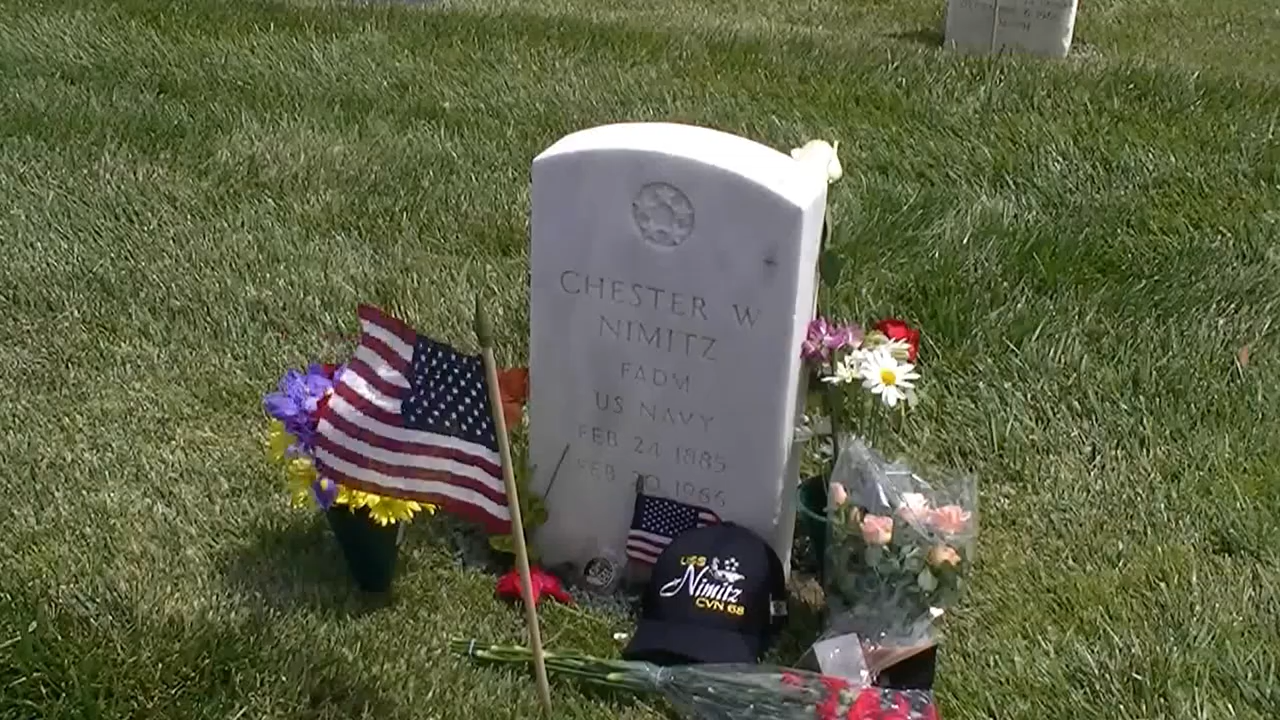 CHESTER W
NIMITZ
FADM
US NAVY
FEB 24 1885
FEB 20 1966
USS
Nimitz
CVN 68